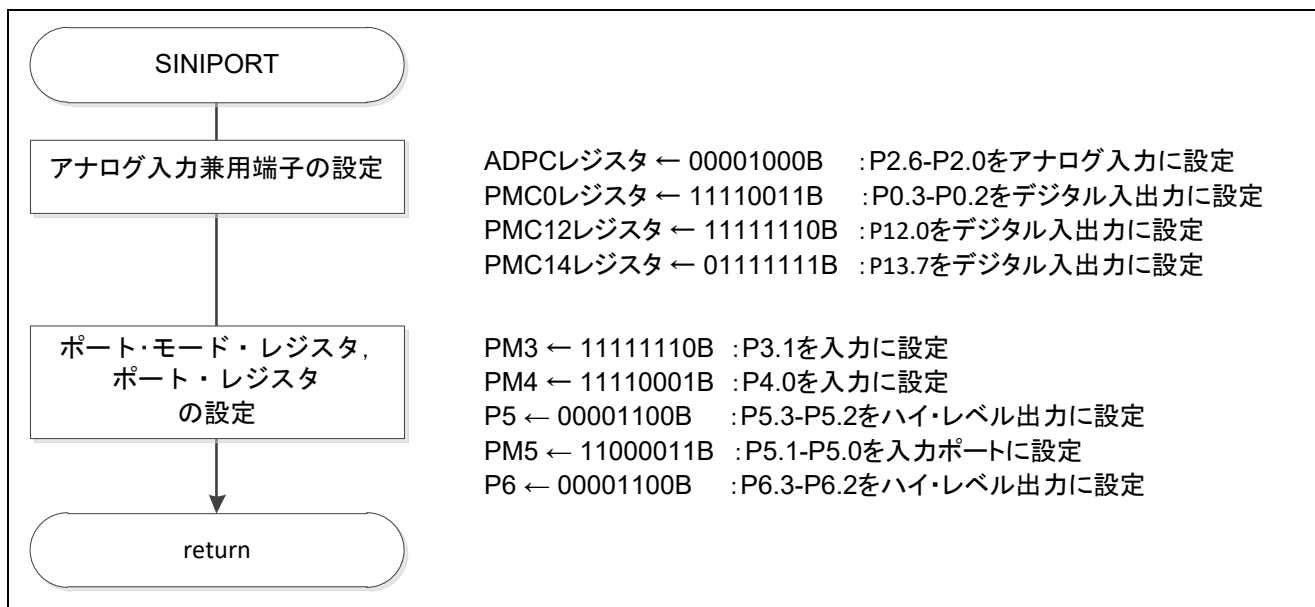 SINIPORT
アナログ入力兼用端子の設定
ADPCレジスタ ← 00001000B :P2.6-P2.0をアナログ入力に設定
PMC0レジスタ ← 11110011B :P0.3-P0.2をデジタル入出力に設定
PMC12レジスタ ← 11111110B :P12.0をデジタル入出力に設定
PMC14レジスタ ← 01111111B :P13.7をデジタル入出力に設定
ポート・モード・レジスタ,
ポート・レジスタ
の設定
PM3 ← 11111110B :P3.1を入力に設定
PM4 ← 11110001B :P4.0を入力に設定
P5 ← 00001100B :P5.3-P5.2をハイ・レベル出力に設定
PM5 ← 11000011B :P5.1-P5.0を入力ポートに設定
P6 ← 00001100B :P6.3-P6.2をハイ・レベル出力に設定
return